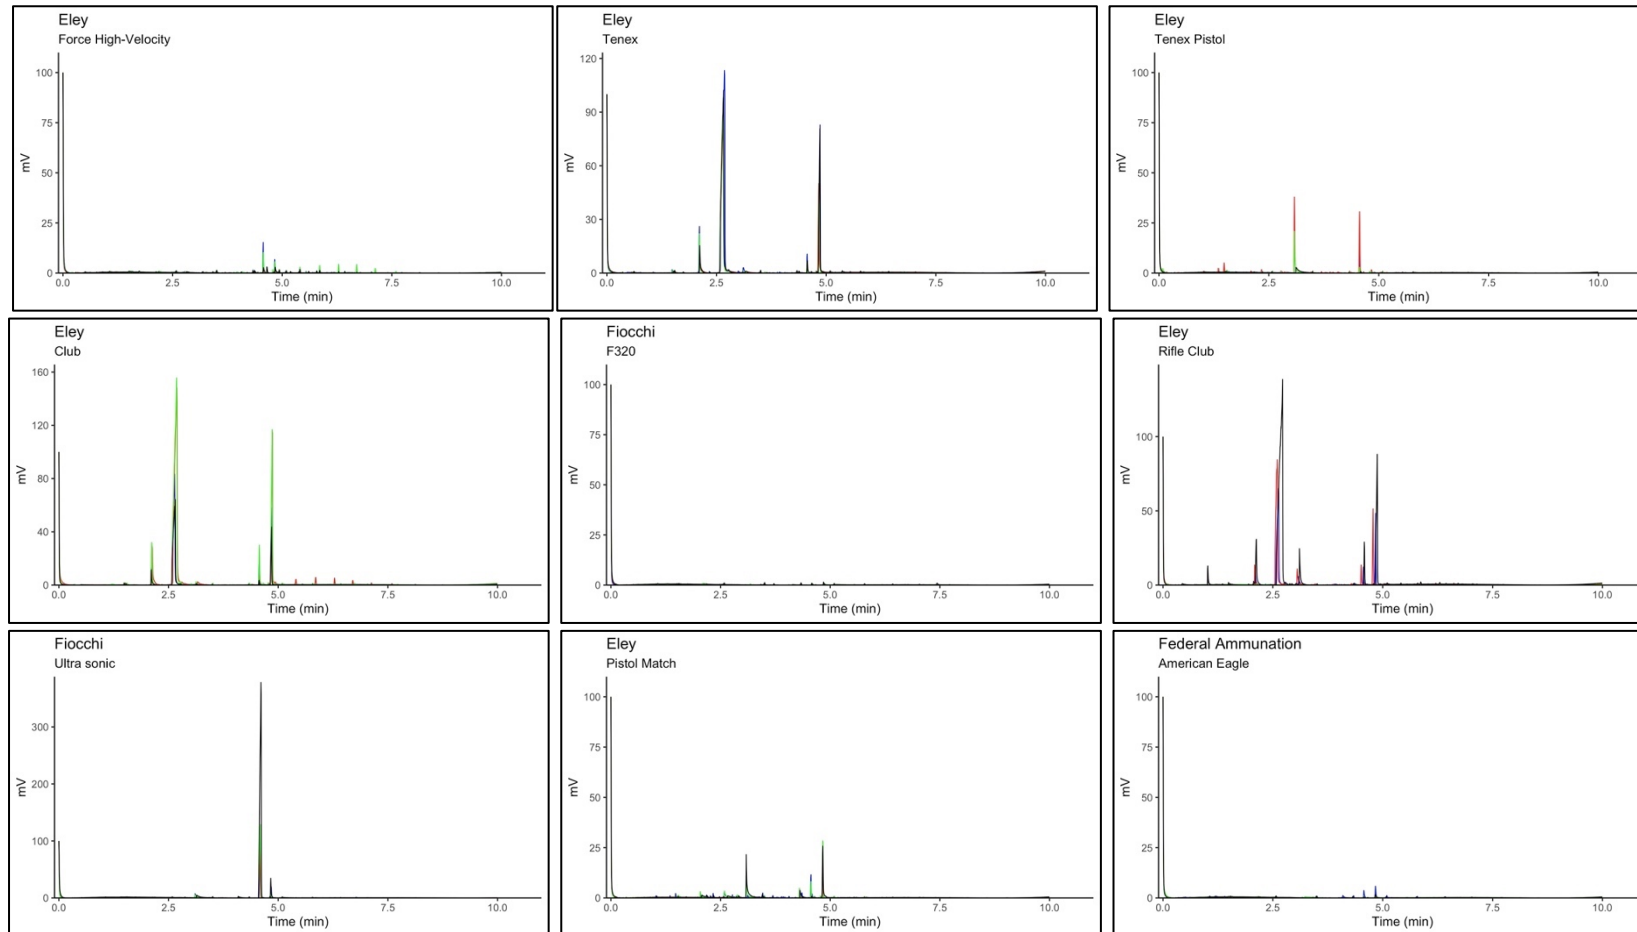 Eley
Force High-Velocity
100
75
50
25
0
mV
0.0 2.5 5.0 7.5 10.0
Time (min)
Eley
Tenex
120
90
60
30
0
mV
0.0 2.5 5.0 7.5 10.0
Time (min)
Eley
Tenex Pistol
100
75
50
25
0
mV
0.0 2.5 5.0 7.5 10.0
Time (min)
Eley
Club
160
120
80
40
0
mV
0.0 2.5 5.0 7.5 10.0
Time (min)
Fiocchi
F320
100
75
50
25
0
mV
0.0 2.5 5.0 7.5 10.0
Time (min)
Eley
Rifle Club
100
50
0
mV
0.0 2.5 5.0 7.5 10.0
Time (min)
Fiocchi
Ultra sonic
300
200
100
0
mV
0.0 2.5 5.0 7.5 10.0
Time (min)
Eley
Pistol Match
100
75
50
25
0
mV
0.0 2.5 5.0 7.5 10.0
Time (min)
Federal Ammunation
American Eagle
100
75
50
25
0
mV
0.0 2.5 5.0 7.5 10.0
Time (min)